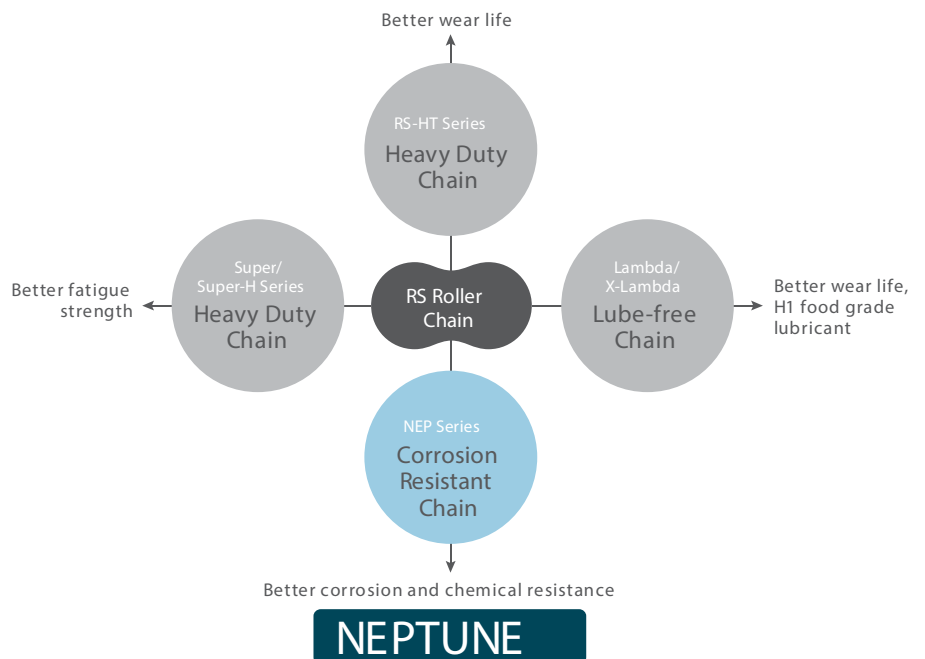 Better wear life
RS-HT Series
Heavy Duty
Chain
Super/
Super-H Series
Heavy Duty
Chain
Better fatigue
strength
RS Roller
Chain
Lambda/
X-Lambda
Lube-free
Chain
Better wear life,
H1 food grade
lubricant
NEP Series
Corrosion
Resistant
Chain
Better corrosion and chemical resistance
NEPTUNE